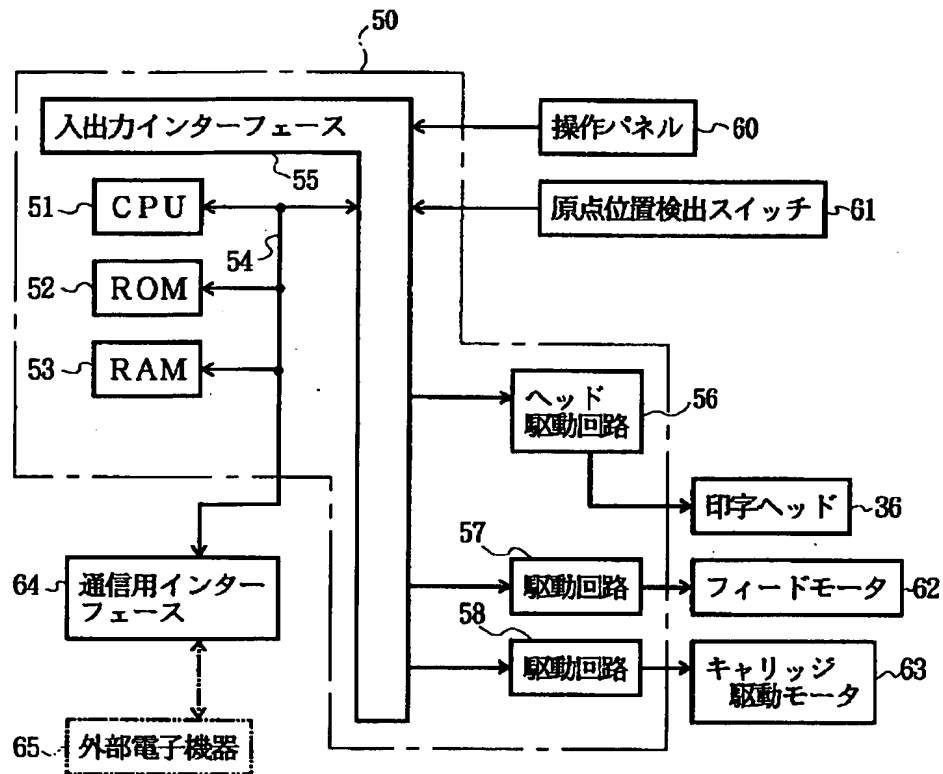 50
入出力インターフェース
操作パネル
60
55
51
CPU
原点位置検出スイッチ
61
54
52
ROM
53
RAM
ヘッド
駆動回路
56
印字ヘッド
36
57
64
通信用インター
フェース
駆動回路
フィードモータ
62
58
駆動回路
キャリッジ
駆動モータ
63
65
外部電子機器